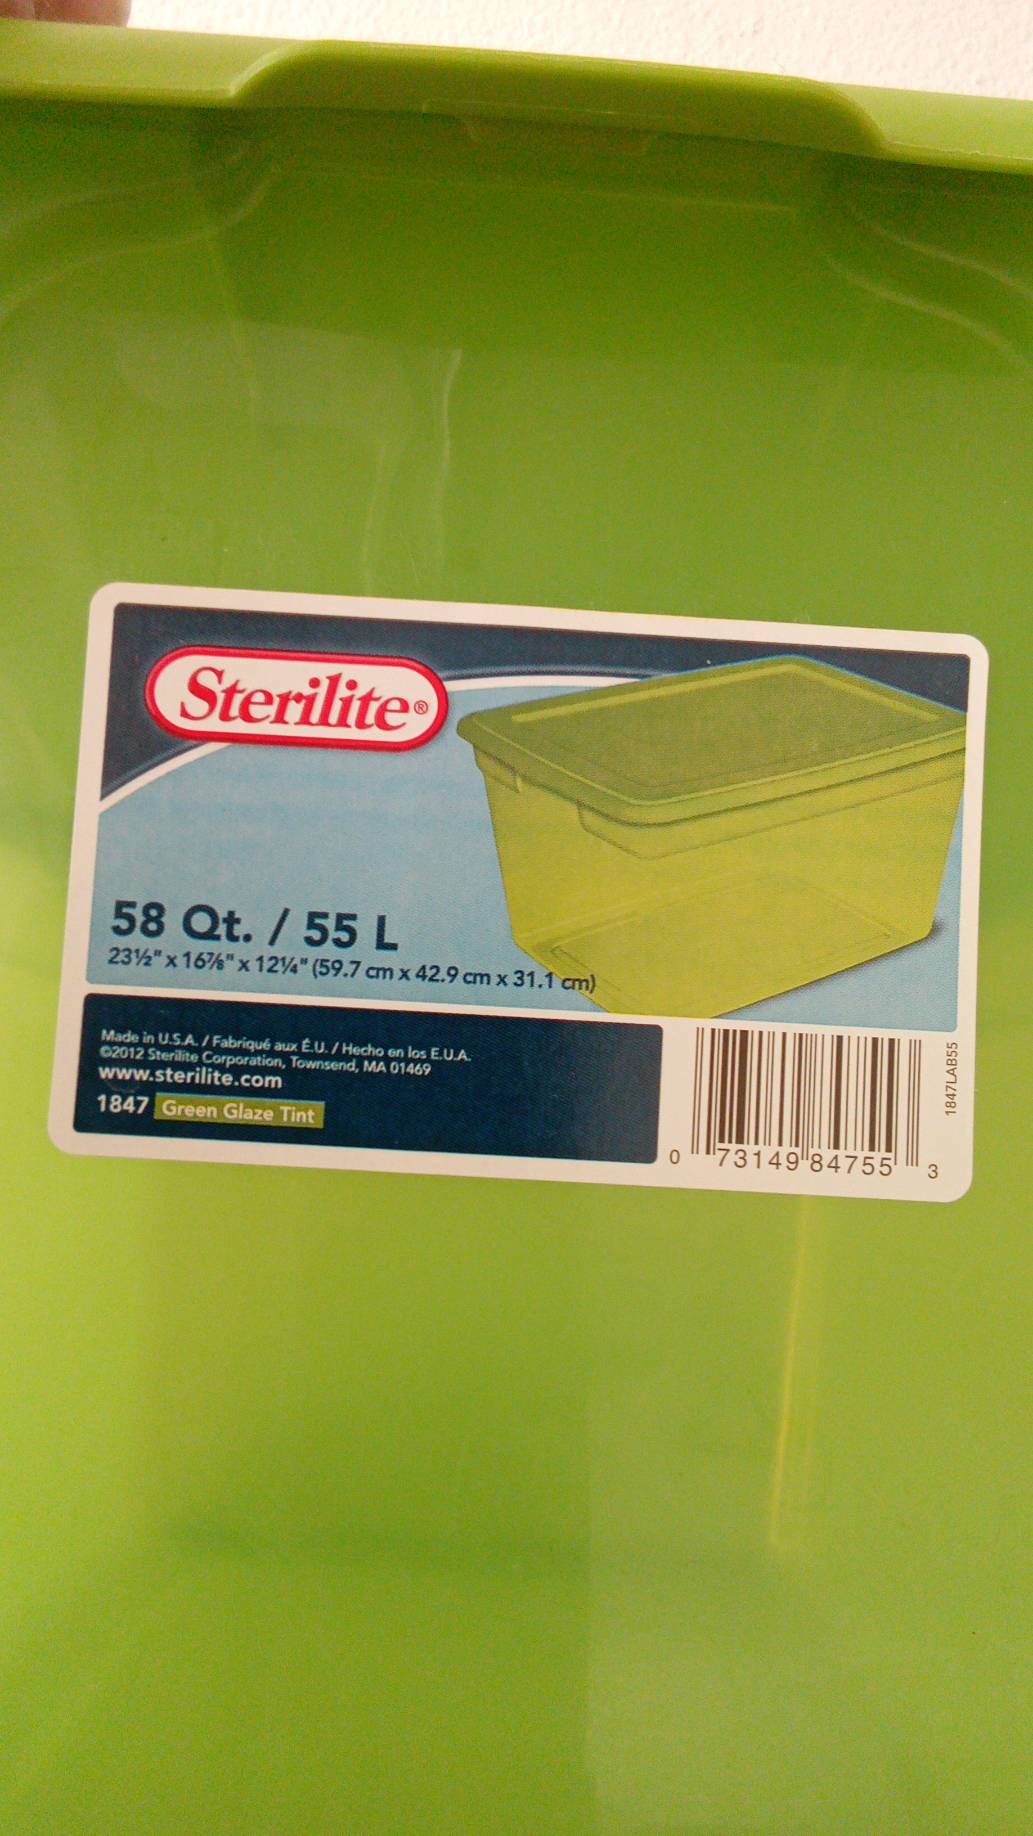 Sterilite®
58 Qt. / 55 L
23½" x 16⅞" x 12¼" (59.7 cm x 42.9 cm x 31.1 cm)
Made in U.S.A. / Fabriqué aux É.U. / Hecho en los E.U.A.
©2012 Sterilite Corporation, Townsend, MA 01469
www.sterilite.com
1847 Green Glaze Tint
0 73149 84755 3
1847LAB55